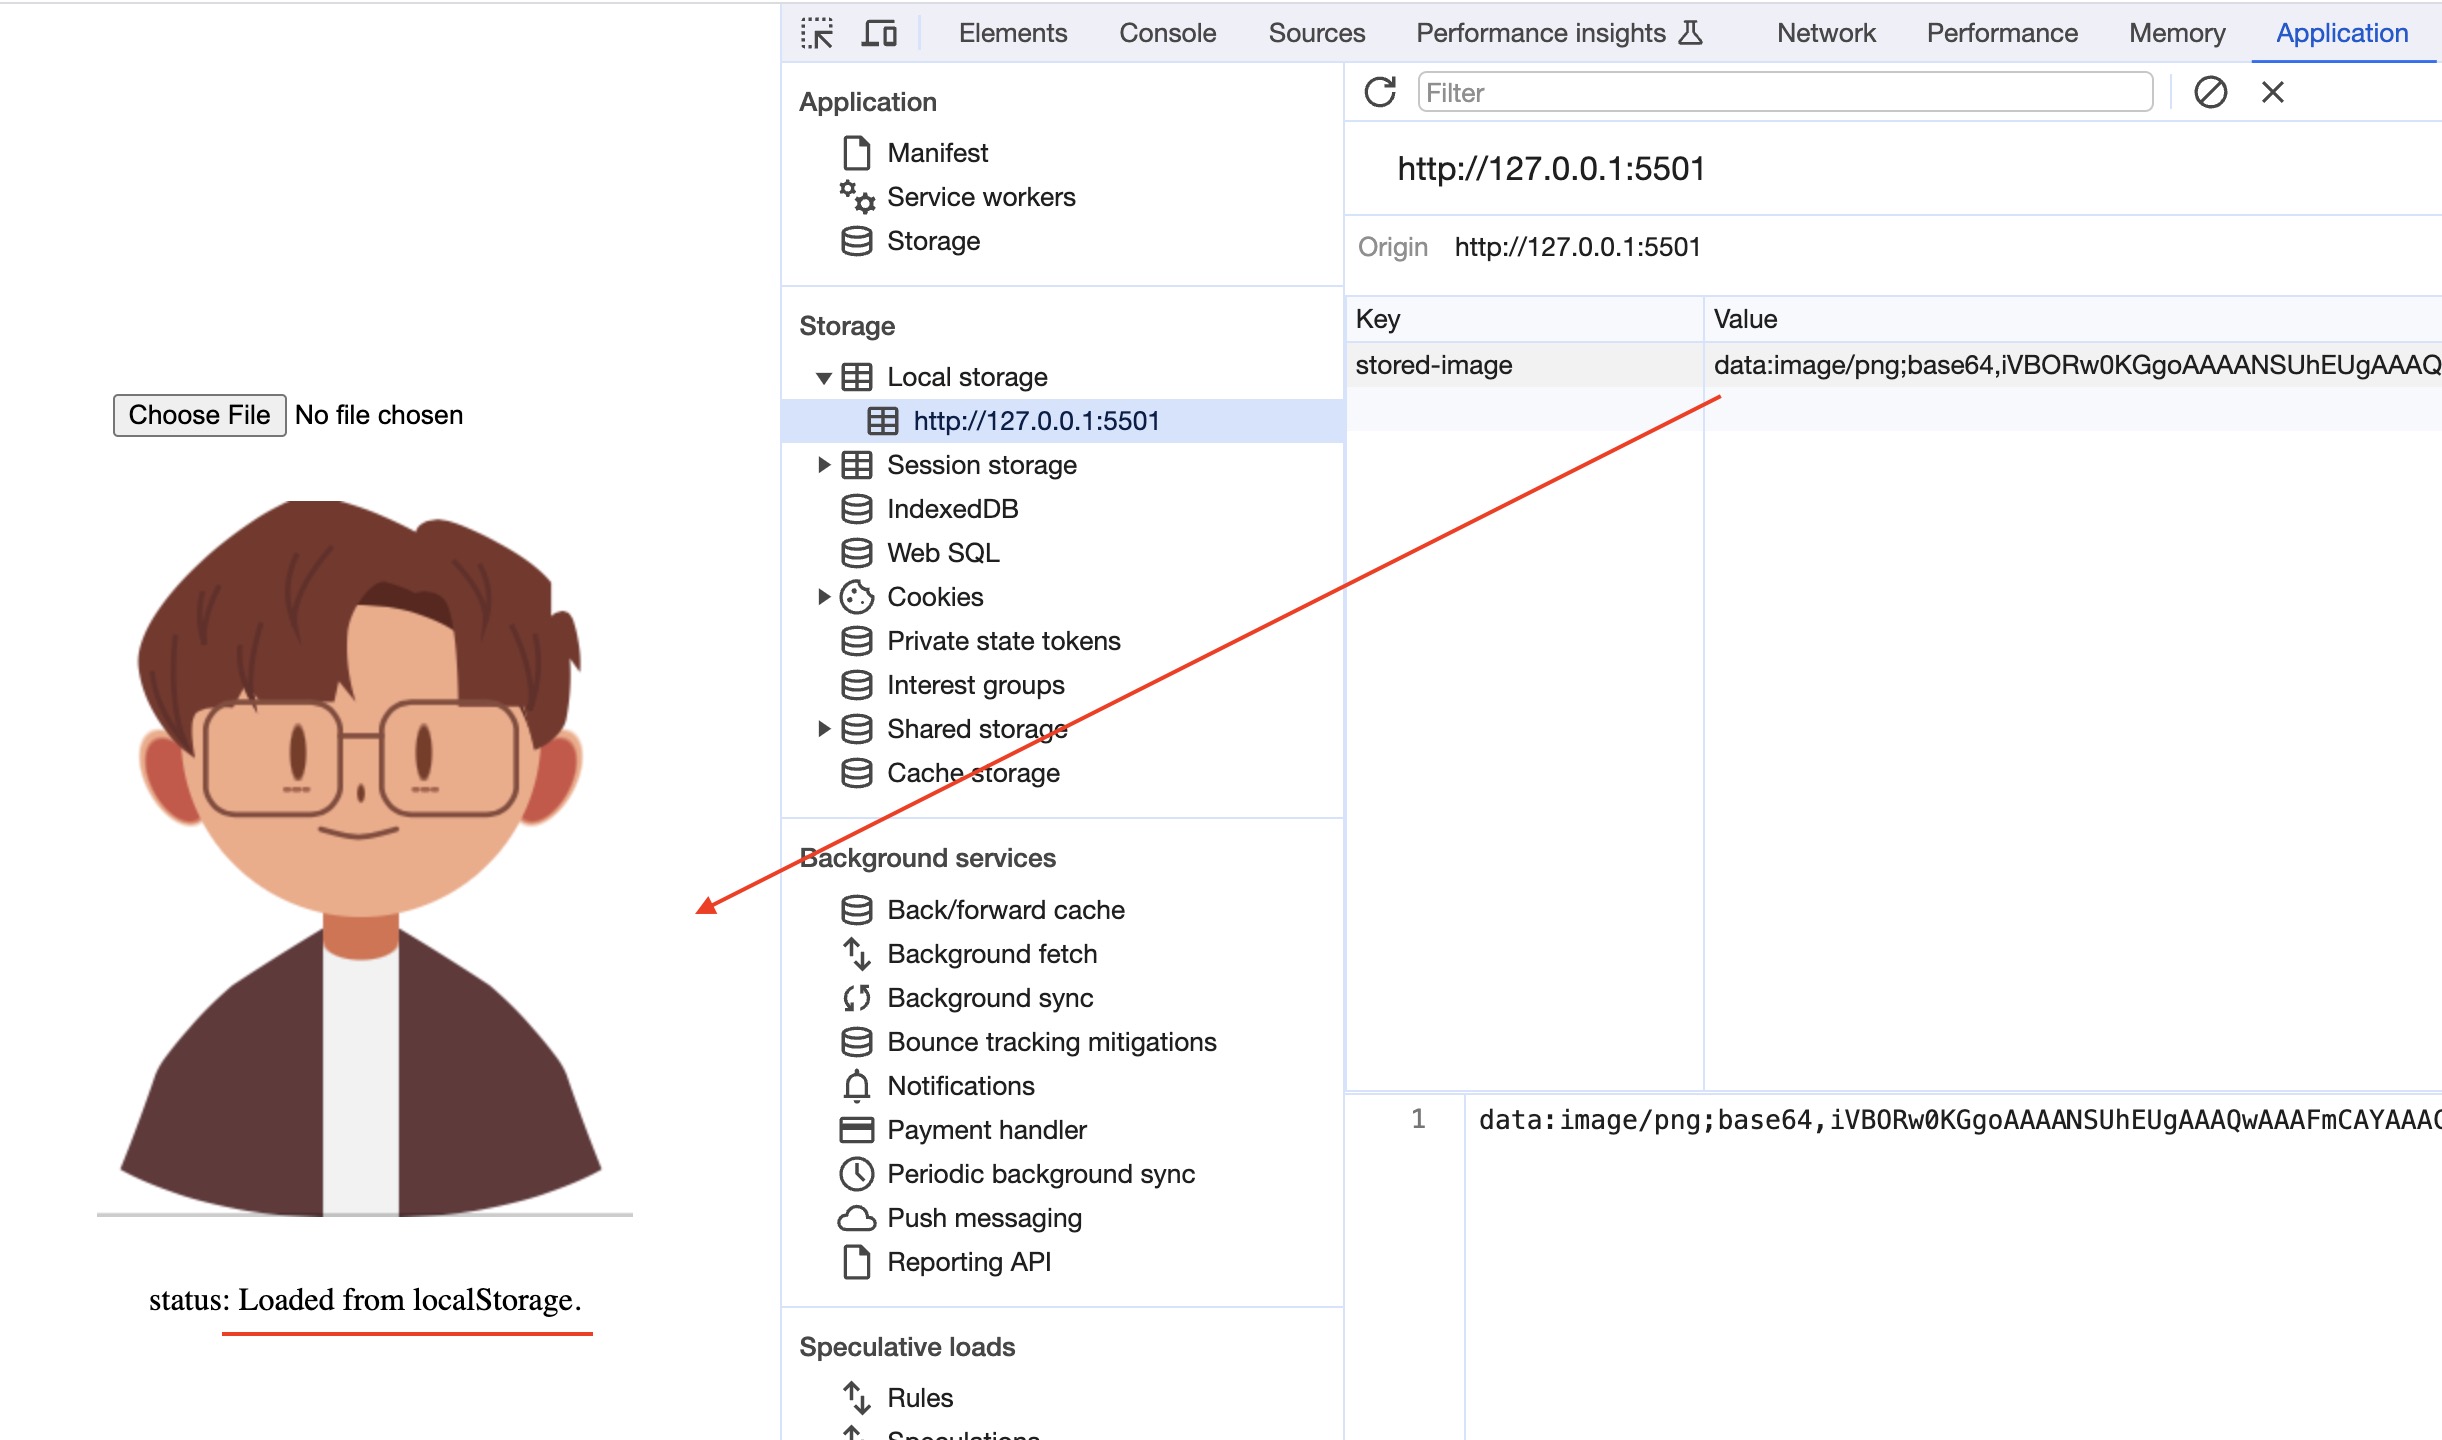 Elements Console Sources Performance insights Network Performance Memory Application
Choose File No file chosen
status: Loaded from localStorage.
Application
Manifest
Service workers
Storage
Storage
Local storage
http://127.0.0.1:5501
Session storage
IndexedDB
Web SQL
Cookies
Private state tokens
Interest groups
Shared storage
Cache storage
Background services
Back/forward cache
Background fetch
Background sync
Bounce tracking mitigations
Notifications
Payment handler
Periodic background sync
Push messaging
Reporting API
Speculative loads
Rules
Speculations
Filter
http://127.0.0.1:5501
Origin http://127.0.0.1:5501
Key Value
stored-image data:image/png;base64,iVBORw0KGgoAAAANSUhEUgAAAQ
1 data:image/png;base64,iVBORw0KGgoAAAANSUhEUgAAAQwAAAFmCAYAAAC